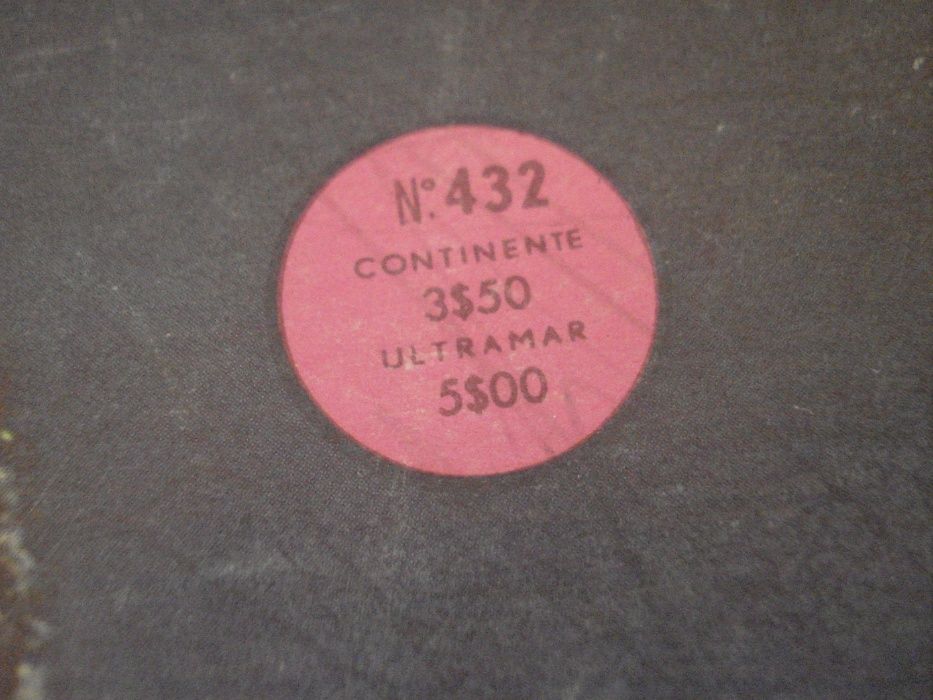 Nº. 432
CONTINENTE
3$50
ULTRAMAR
5$00